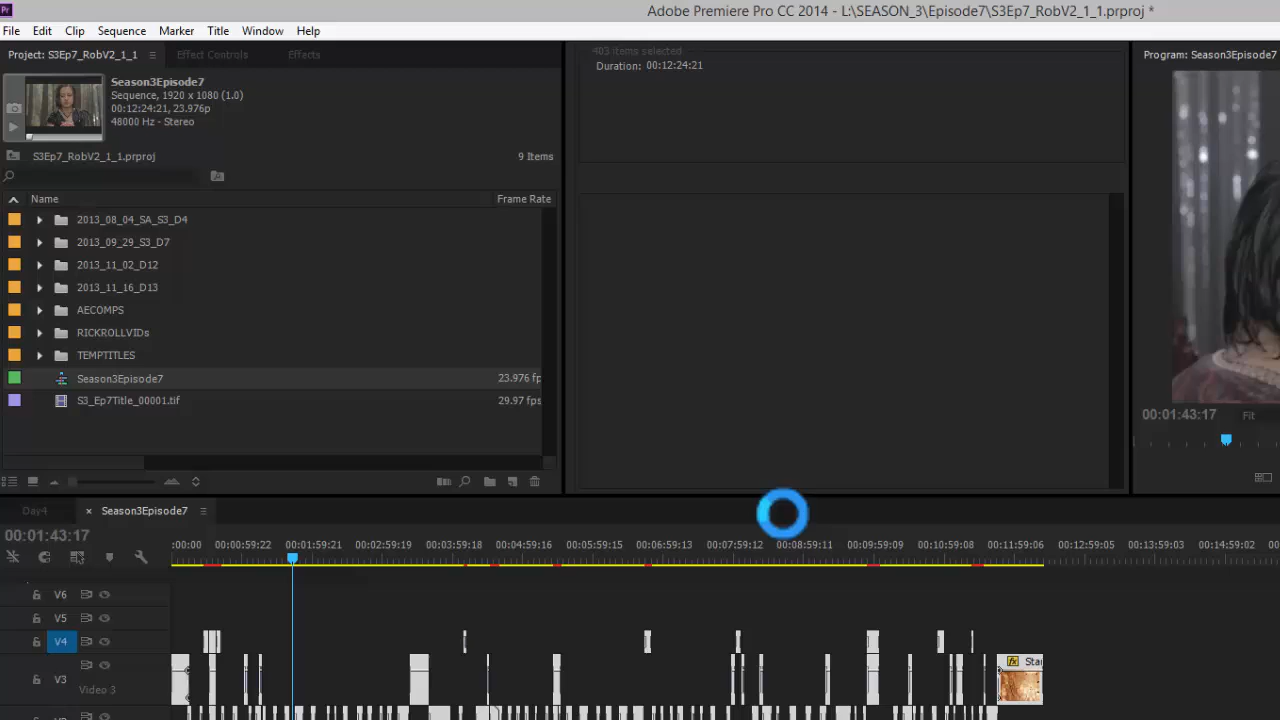 Adobe Premiere Pro CC 2014 - L:\SEASON_3\Episode7\S3Ep7_RobV2_1_1.prproj *
File Edit Clip Sequence Marker Title Window Help
Project: S3Ep7_RobV2_1_1 Effect Controls Effects
403 items selected
Duration: 00:12:24:21
Program: Season3Episode7
Season3Episode7
Sequence, 1920 x 1080 (1.0)
00:12:24:21, 23.976p
48000 Hz - Stereo
S3Ep7_RobV2_1_1.prproj 9 Items
Name Frame Rate
2013_08_04_SA_S3_D4
2013_09_29_S3_D7
2013_11_02_D12
2013_11_16_D13
AECOMPS
RICKROLLVIDs
TEMPTITLES
Season3Episode7 23.976 fp
S3_Ep7Title_00001.tif 29.97 fps
00:01:43:17 Fit
Day4 × Season3Episode7
00:01:43:17
:00:00 00:00:59:22 00:01:59:21 00:02:59:19 00:03:59:18 00:04:59:16 00:05:59:15 00:06:59:13 00:07:59:12 00:08:59:11 00:09:59:09 00:10:59:08 00:11:59:06 00:12:59:05 00:13:59:03 00:14:59:02
V6
V5
V4
V3
Video 3
fx Sta